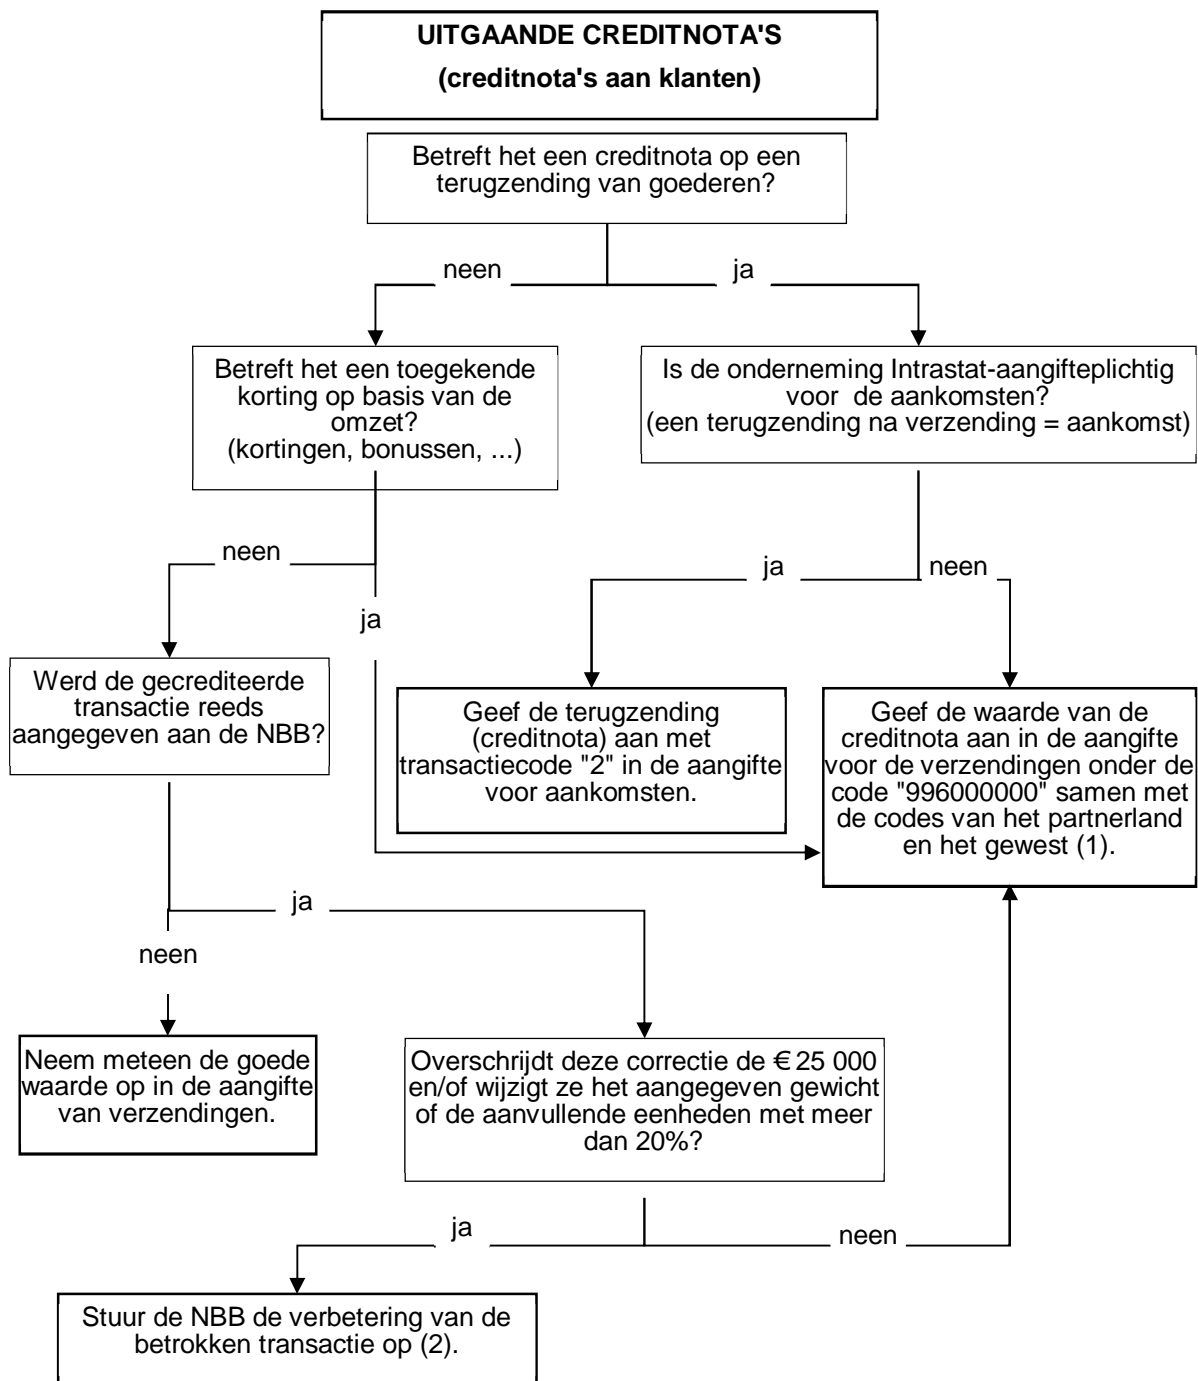 UITGAANDE CREDITNOTA'S
(creditnota's aan klanten)
Betreft het een creditnota op een
terugzending van goederen?
neen
ja
Betreft het een toegekende
korting op basis van de
omzet?
(kortingen, bonussen, ...)
Is de onderneming Intrastat-aangifteplichtig
voor de aankomsten?
(een terugzending na verzending = aankomst)
neen
ja
ja
neen
Werd de gecrediteerde
transactie reeds
aangegeven aan de NBB?
Geef de terugzending
(creditnota) aan met
transactiecode "2" in de aangifte
voor aankomsten.
Geef de waarde van de
creditnota aan in de aangifte
voor de verzendingen onder de
code "996000000" samen met
de codes van het partnerland
en het gewest (1).
neen
ja
Neem meteen de goede
waarde op in de aangifte
van verzendingen.
Overschrijdt deze correctie de € 25 000
en/of wijzigt ze het aangegeven gewicht
of de aanvullende eenheden met meer
dan 20%?
ja
neen
Stuur de NBB de verbetering van de
betrokken transactie op (2).